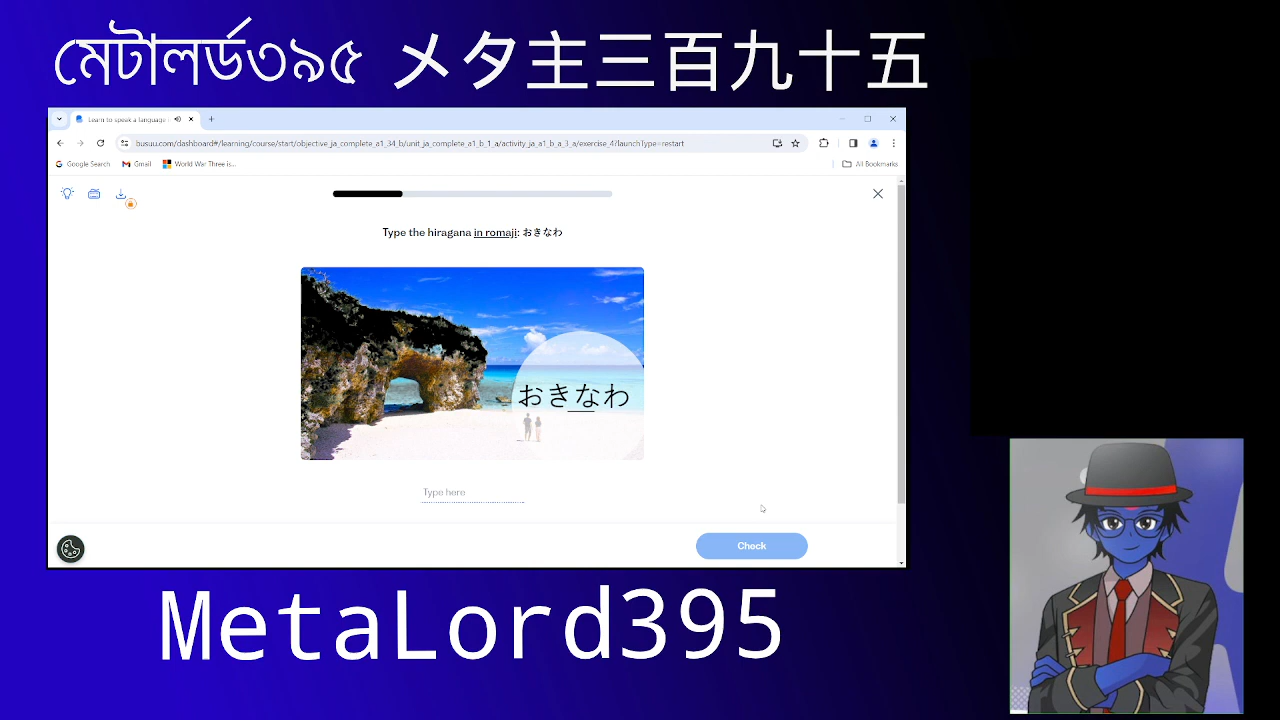 মেটালর্ড৩৯৫ メタ主三百九十五
Learn to speak a language
busuu.com/dashboard#/learning/course/start/objective_ja_complete_a1_34_b/unit_ja_complete_a1_b_1_a/activity_ja_a1_b_a_3_a/exercise_4/launchType=restart
Google Search Gmail World War Three is... All Bookmarks
Type the hiragana in romaji: おきなわ
おきなわ
Type here
Check
MetaLord395